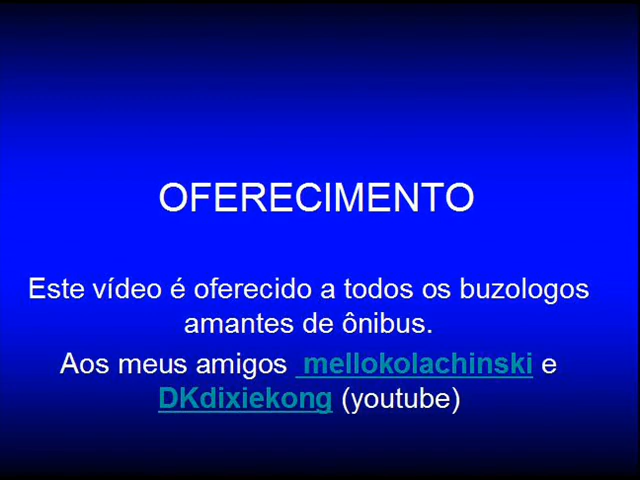 OFERECIMENTO
Este vídeo é oferecido a todos os buzologos
amantes de ônibus.
Aos meus amigos mellokolachinski e
DKdixiekong (youtube)